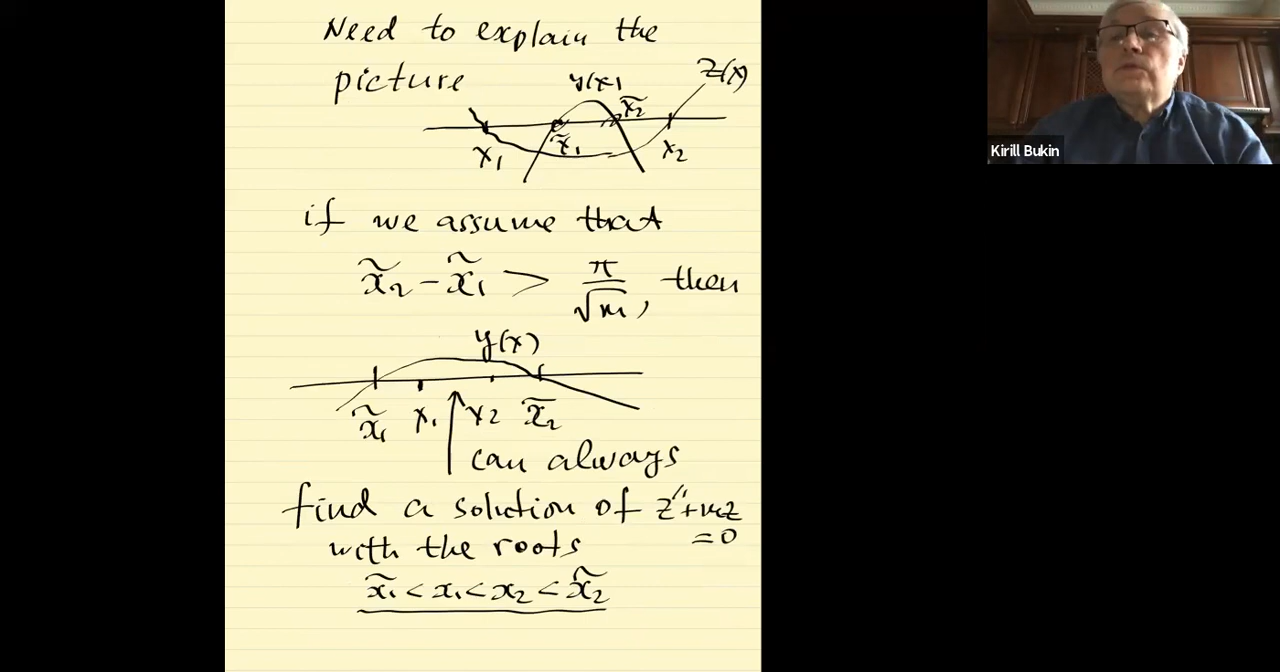 Need to explain the
picture
y(x) x̃₂ Z(x)
x₁ x̃₁ x₂
if we assume that
x̃₂ - x̃₁ > π/√m, then
y(x)
x̃₁ x₁ x₂ x̃₂
can always
find a solution of z″+mz
= 0
with the roots
x̃₁ < x₁ < x₂ < x̃₂
Kirill Bukin